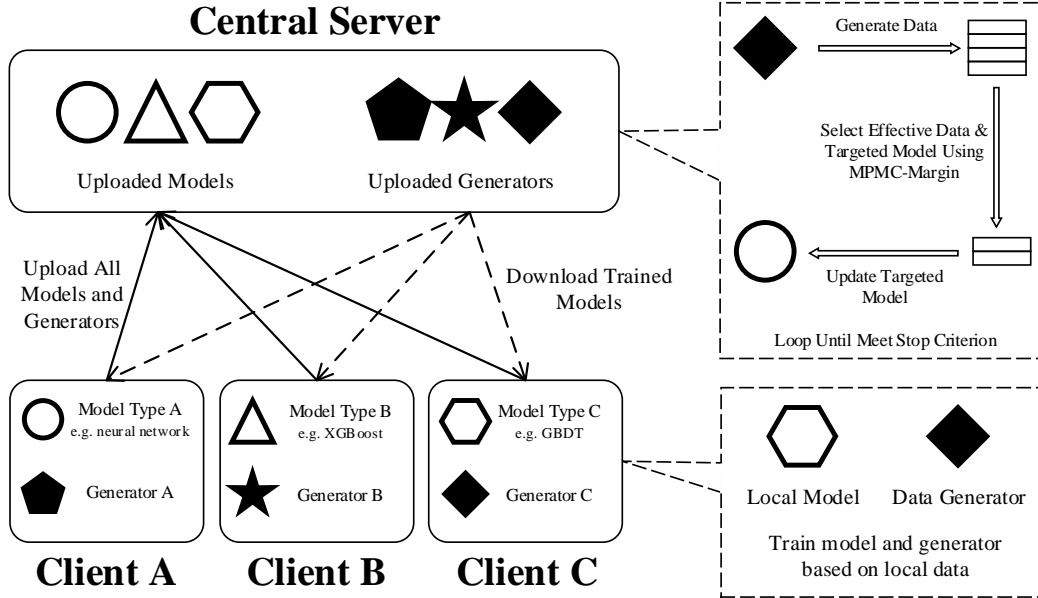 Central Server
Uploaded Models
Uploaded Generators
Generate Data
Select Effective Data &
Targeted Model Using
MPMC-Margin
Update Targeted
Model
Loop Until Meet Stop Criterion
Upload All
Models and
Generators
Download Trained
Models
Model Type A
e.g. neural network
Generator A
Client A
Model Type B
e.g. XGBoost
Generator B
Client B
Model Type C
e.g. GBDT
Generator C
Client C
Local Model
Data Generator
Train model and generator
based on local data